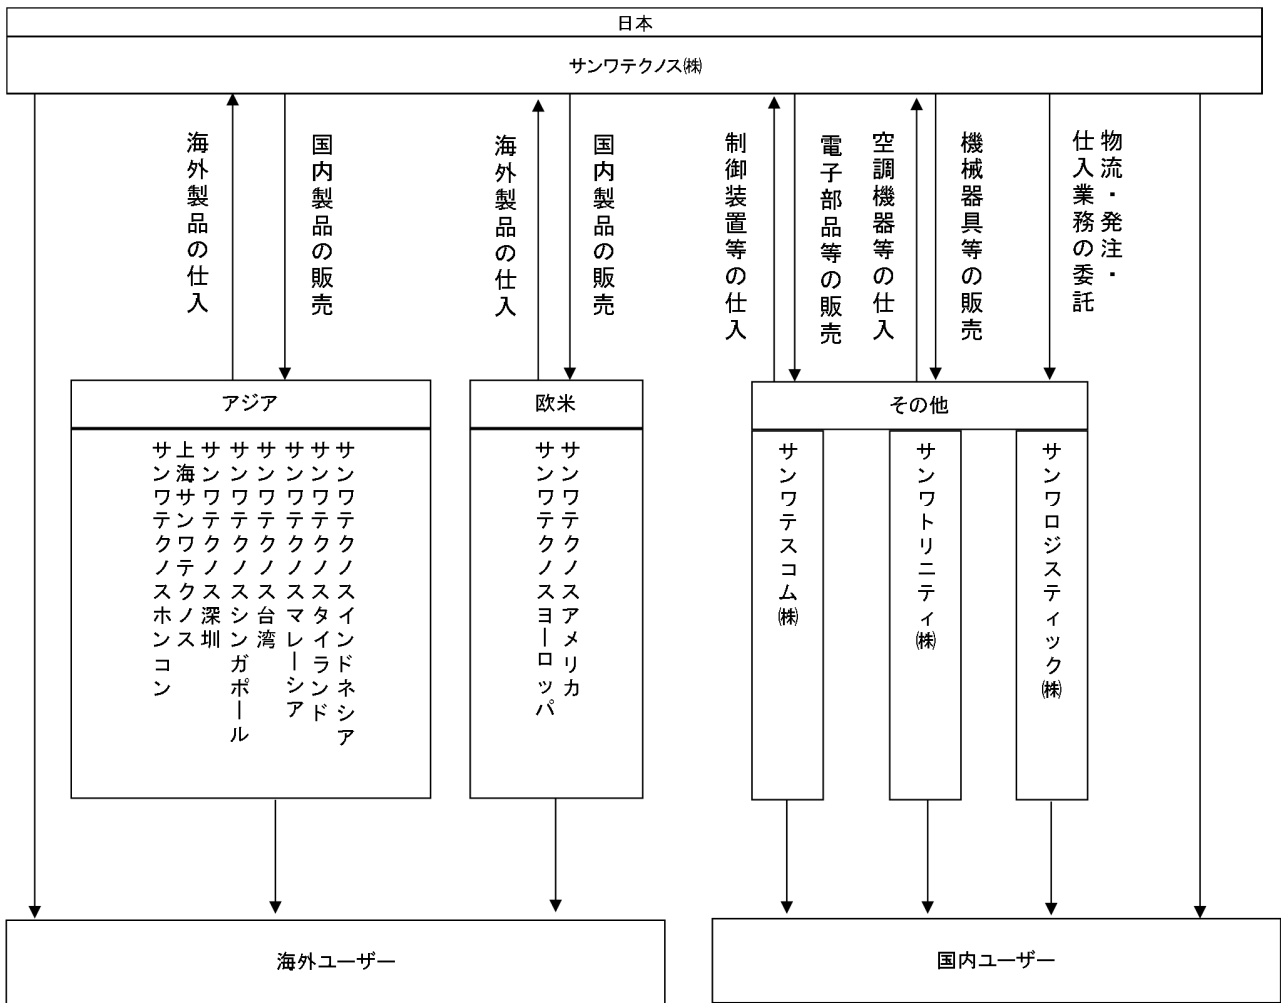 日本
サンワテクノス㈱
海外製品の仕入
国内製品の販売
海外製品の仕入
国内製品の販売
制御装置等の仕入
電子部品等の販売
空調機器等の仕入
機械器具等の販売
物流・発注・
仕入業務の委託
アジア
欧米
その他
サンワテクノスインドネシア
サンワテクノスタイランド
サンワテクノスマレーシア
サンワテクノス台湾
サンワテクノスシンガポール
サンワテクノス深圳
上海サンワテクノス
サンワテクノスホンコン
サンワテクノスアメリカ
サンワテクノスヨーロッパ
サンワテスコム㈱
サンワトリニティ㈱
サンワロジスティック㈱
海外ユーザー
国内ユーザー